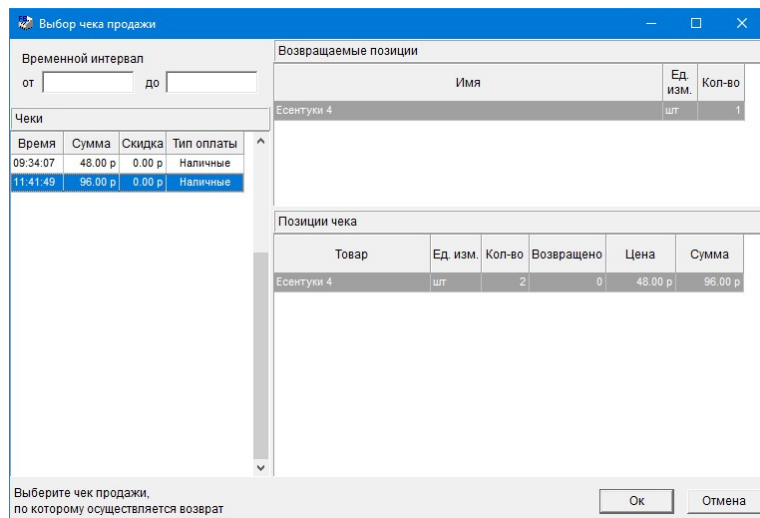 Выбор чека продажи
Временной интервал
от до
Чеки
Время Сумма Скидка Тип оплаты
09:34:07 48.00 р 0.00 р Наличные
11:41:49 96.00 р 0.00 р Наличные
Возвращаемые позиции
Имя Ед. изм. Кол-во
Есентуки 4 шт 1
Позиции чека
Товар Ед. изм. Кол-во Возвращено Цена Сумма
Есентуки 4 шт 2 0 48.00 р 96.00 р
Выберите чек продажи,
по которому осуществляется возврат
Ок Отмена